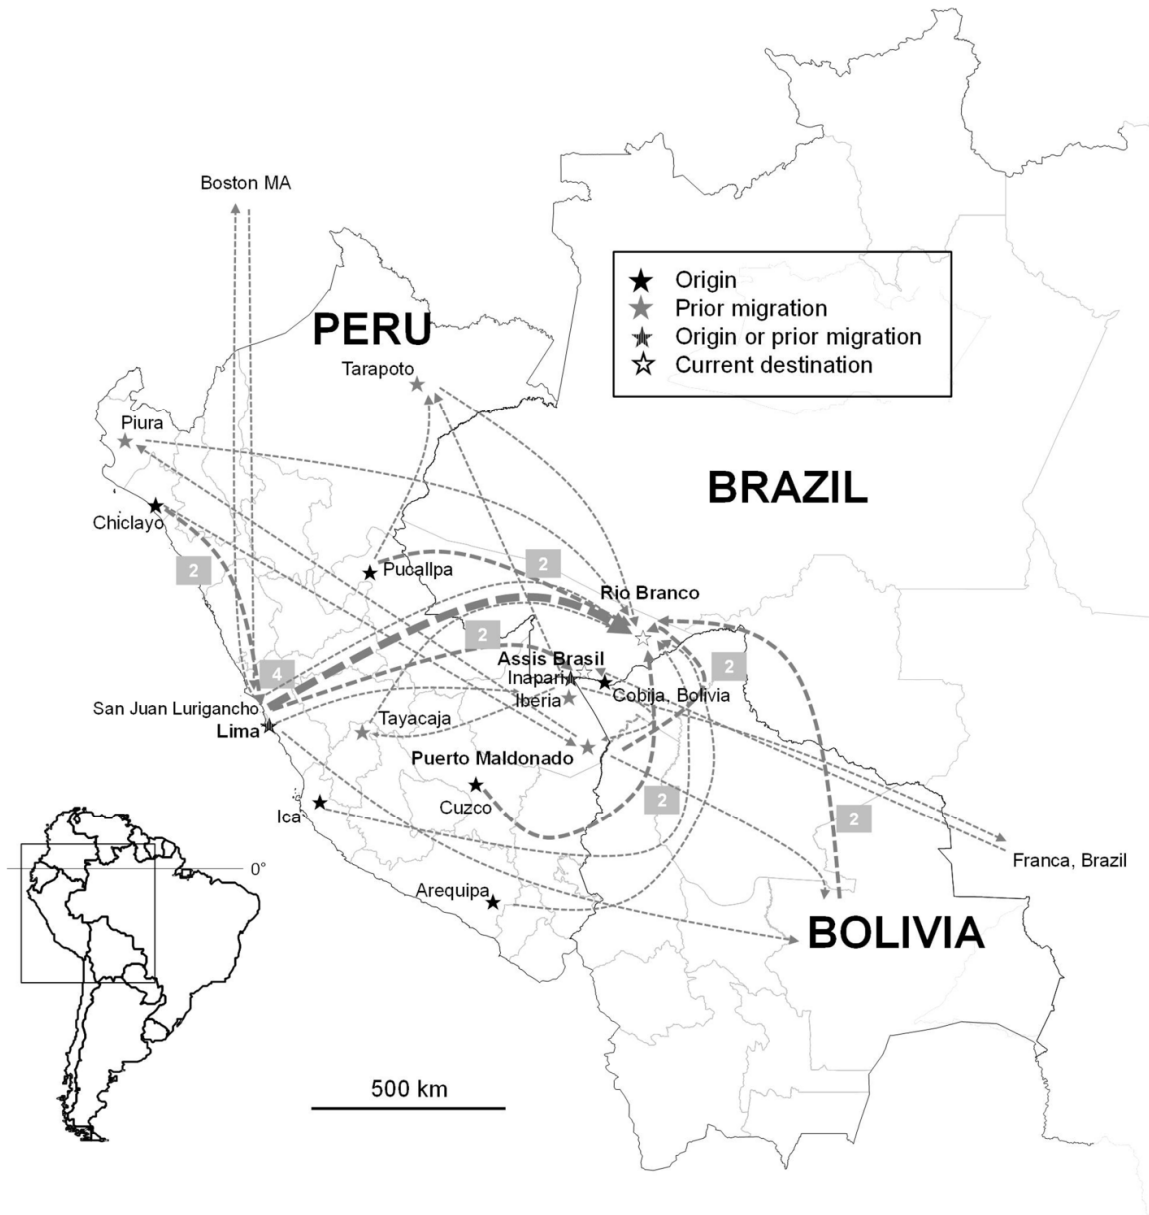 Boston MA
PERU
Tarapoto
Origin
Prior migration
Origin or prior migration
Current destination
Piura
BRAZIL
Chiclayo
2
Pucallpa
2
Rio Branco
2
Assis Brasil
2
4
Inapari
Cobija, Bolivia
Iberia
San Juan Lurigancho
Lima
Tayacaja
Puerto Maldonado
Cuzco
2
2
Ica
Franca, Brazil
0°
Arequipa
BOLIVIA
500 km